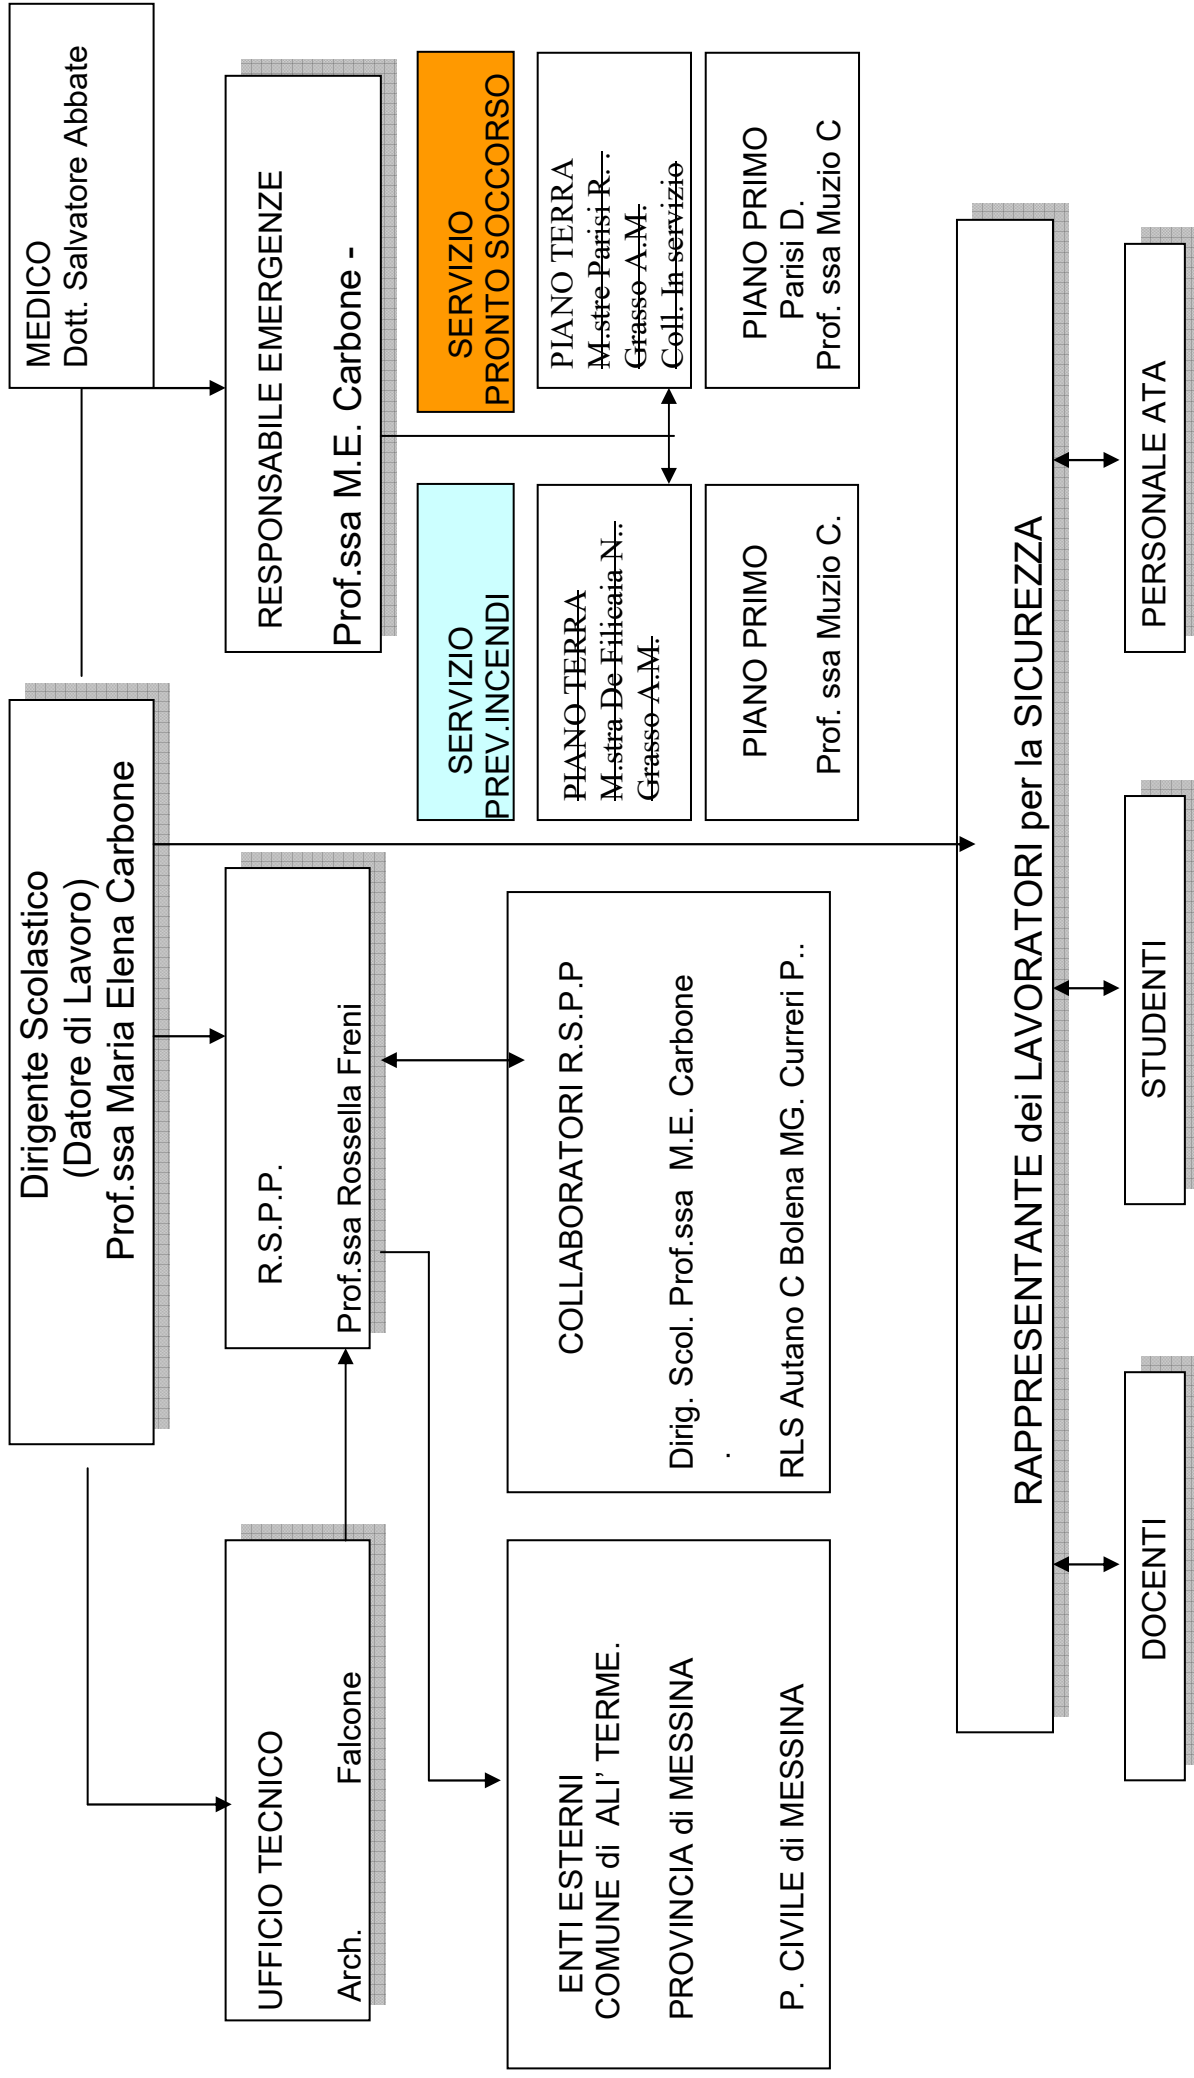 MEDICO
Dott. Salvatore Abbate
Dirigente Scolastico
(Datore di Lavoro)
Prof.ssa Maria Elena Carbone
UFFICIO TECNICO
Arch. Falcone
R.S.P.P.
Prof.ssa Rossella Freni
RESPONSABILE EMERGENZE
Prof.ssa M.E. Carbone -
SERVIZIO
PREV.INCENDI
SERVIZIO
PRONTO SOCCORSO
ENTI ESTERNI
COMUNE di ALI’ TERME.
PROVINCIA di MESSINA
P. CIVILE di MESSINA
COLLABORATORI R.S.P.P
Dirig. Scol. Prof.ssa M.E. Carbone
.
RLS Autano C Bolena MG. Curreri P..
PIANO TERRA
M.stra De Filicaia N..
Grasso A.M.
PIANO TERRA
M.stre Parisi R. .
Grasso A.M.
Coll. In servizio
PIANO PRIMO
Prof. ssa Muzio C.
PIANO PRIMO
Parisi D.
Prof. ssa Muzio C
RAPPRESENTANTE dei LAVORATORI per la SICUREZZA
DOCENTI
STUDENTI
PERSONALE ATA